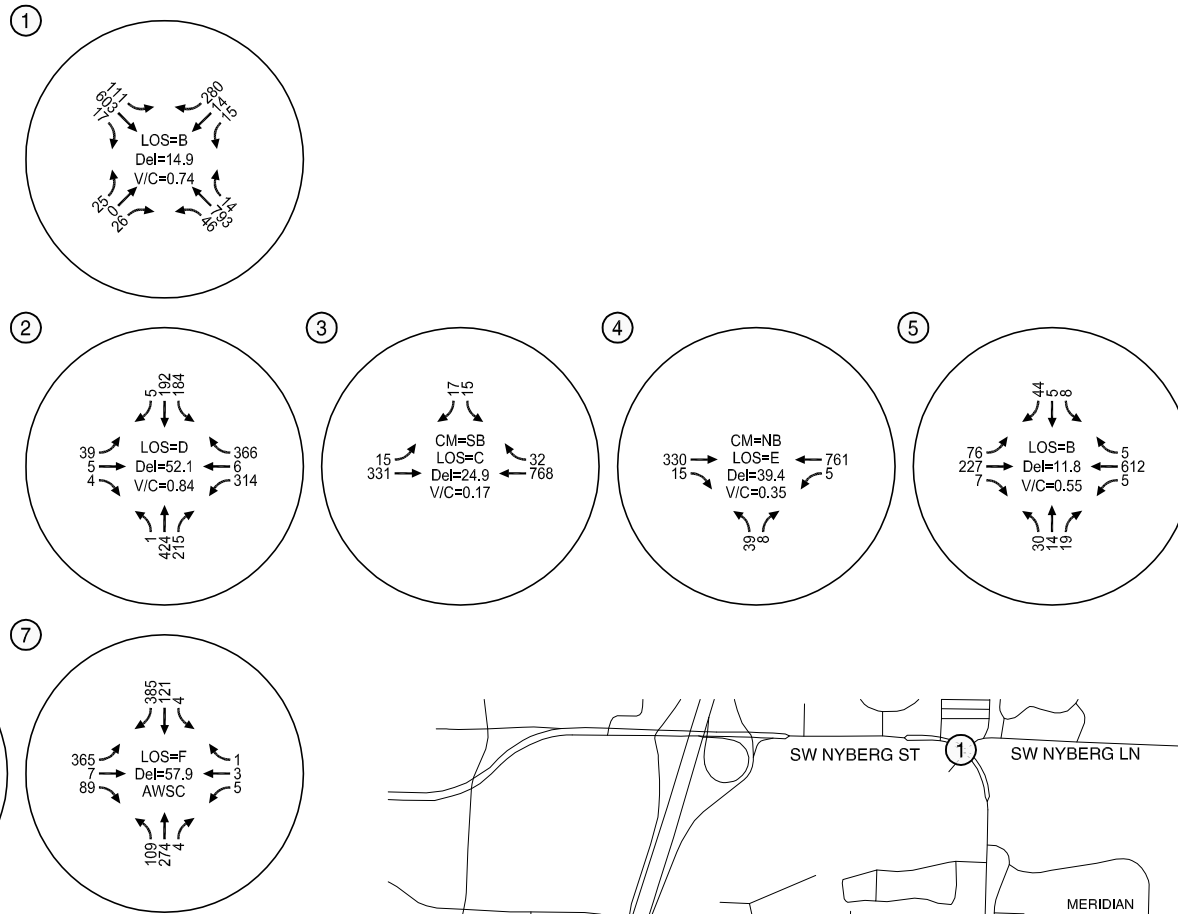 1
111
603
17
280
14
15
LOS=B
Del=14.9
V/C=0.74
25
0
26
14
793
46
2
5
192
184
39
5
4
LOS=D
Del=52.1
V/C=0.84
366
6
314
1
424
215
3
17
15
15
331
CM=SB
LOS=C
Del=24.9
V/C=0.17
32
768
4
330
15
CM=NB
LOS=E
Del=39.4
V/C=0.35
761
5
39
8
5
44
5
8
76
227
7
LOS=B
Del=11.8
V/C=0.55
5
612
5
30
14
19
7
385
121
4
365
7
89
LOS=F
Del=57.9
AWSC
1
3
5
109
274
4
SW NYBERG ST
1
SW NYBERG LN
MERIDIAN